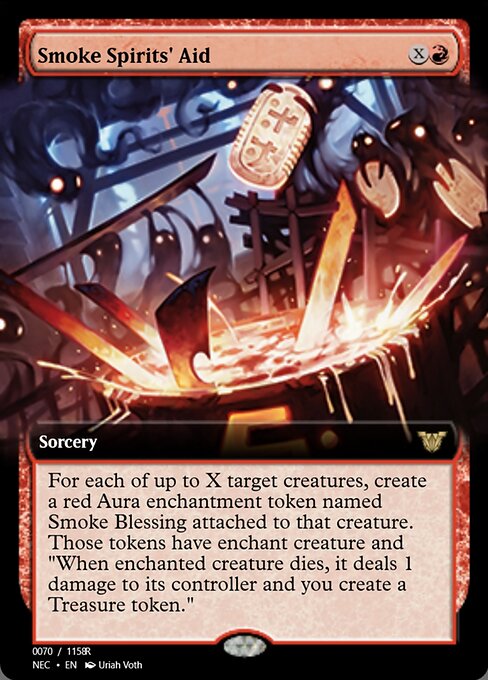 Smoke Spirits' Aid
X
Sorcery
For each of up to X target creatures, create
a red Aura enchantment token named
Smoke Blessing attached to that creature.
Those tokens have enchant creature and
"When enchanted creature dies, it deals 1
damage to its controller and you create a
Treasure token."
0070 / 1158R
NEC • EN Uriah Voth